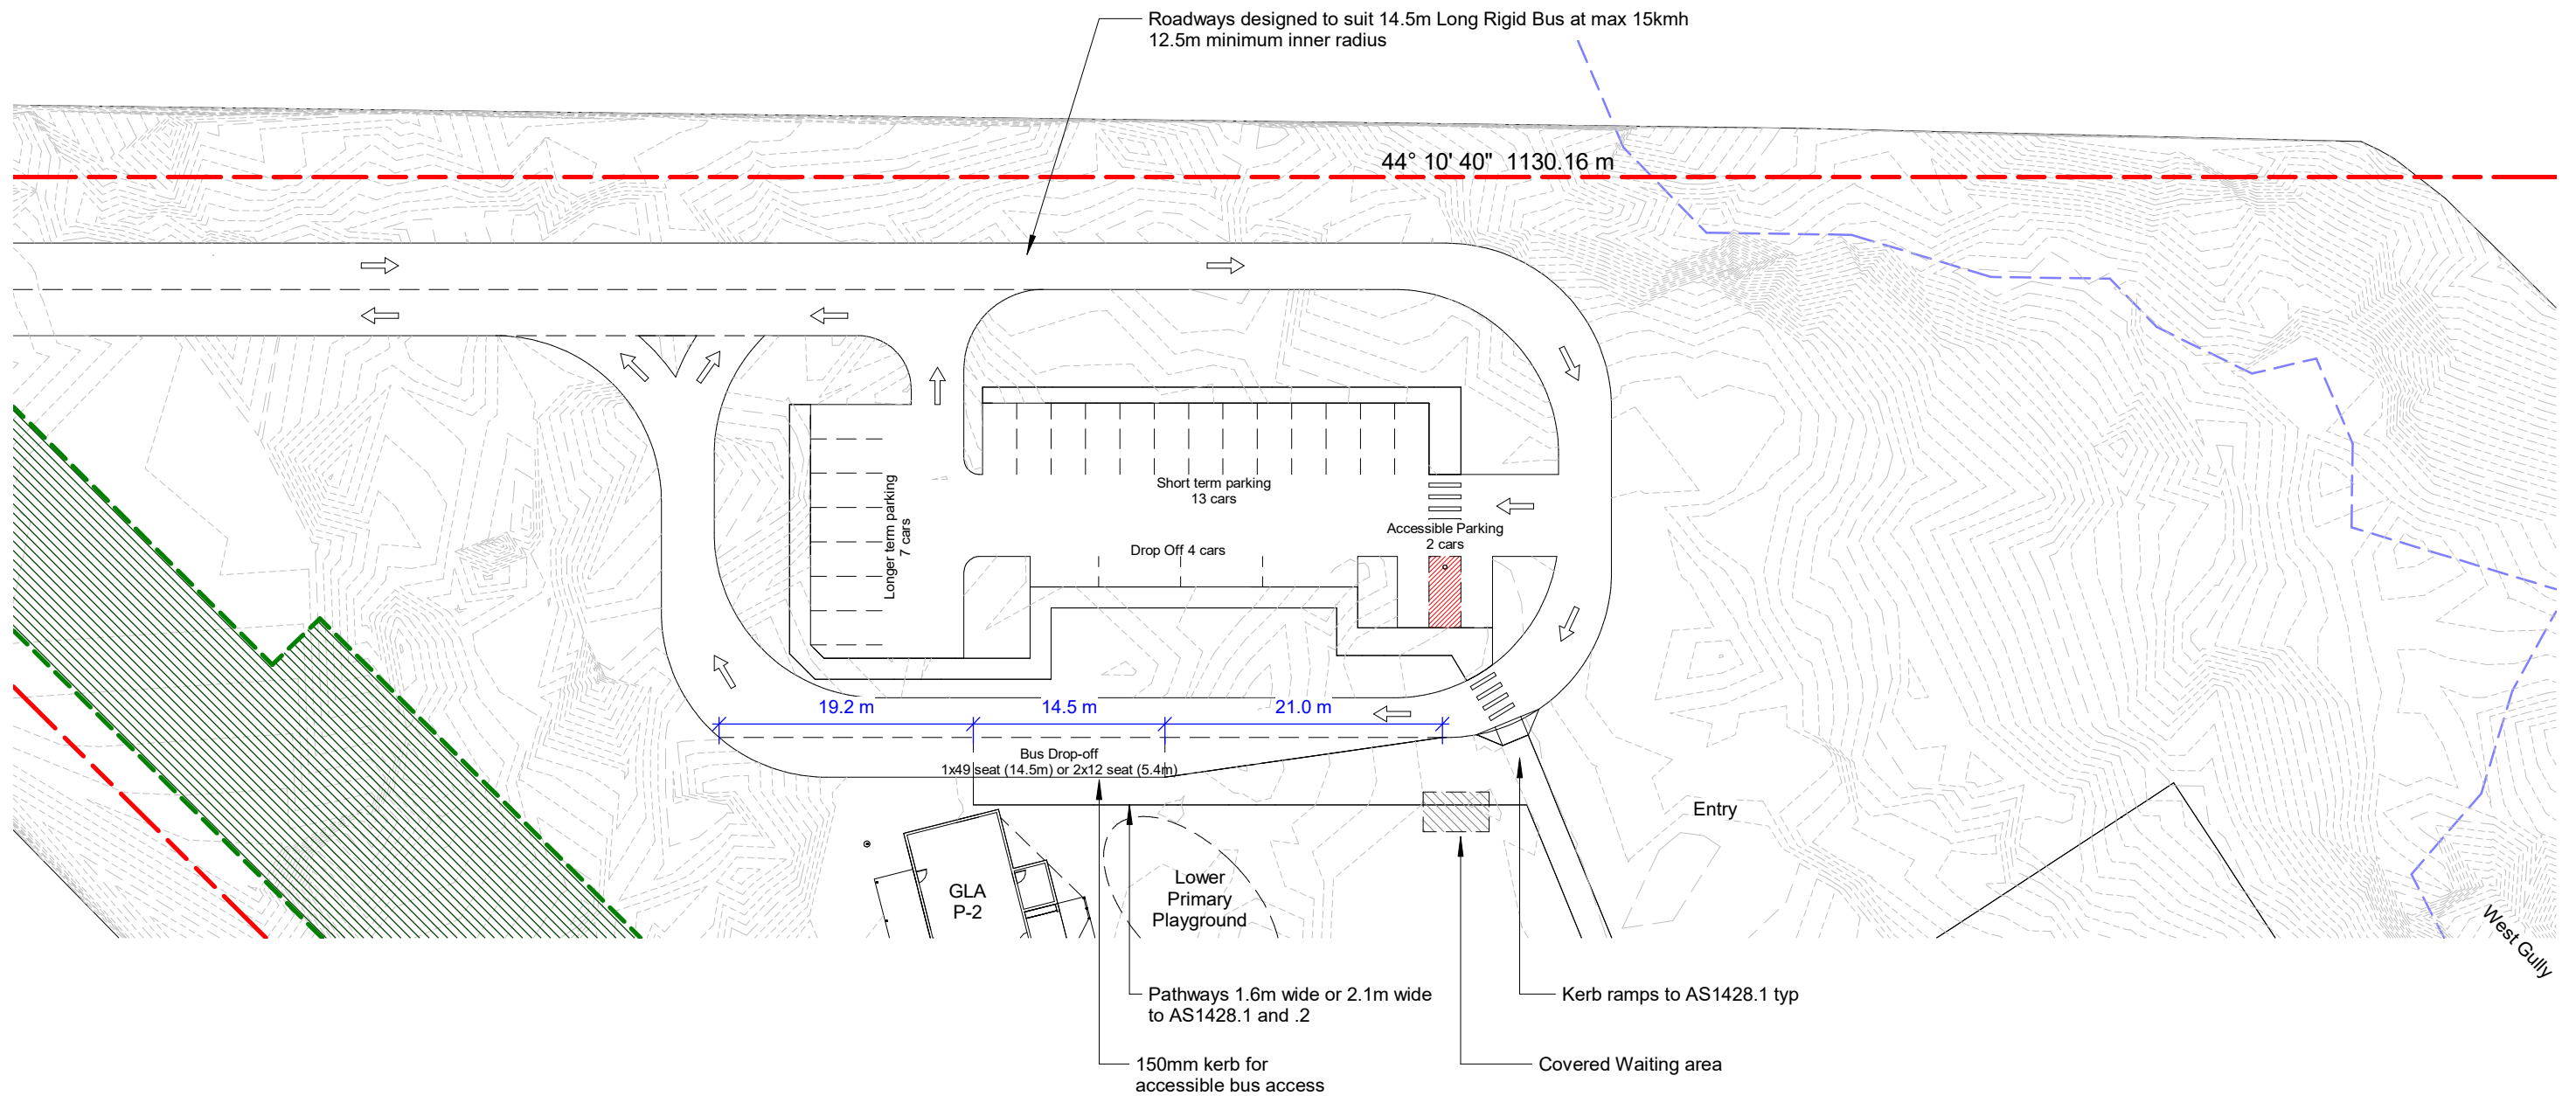 Roadways designed to suit 14.5m Long Rigid Bus at max 15kmh
12.5m minimum inner radius
44° 10' 40"  1130.16 m
Short term parking
13 cars
Longer term parking
7 cars
Accessible Parking
2 cars
Drop Off 4 cars
19.2 m
14.5 m
21.0 m
Bus Drop-off
1x49 seat (14.5m) or 2x12 seat (5.4m)
Entry
GLA
P-2
Lower
Primary
Playground
West Gully
Pathways 1.6m wide or 2.1m wide
to AS1428.1 and .2
Kerb ramps to AS1428.1 typ
150mm kerb for
accessible bus access
Covered Waiting area